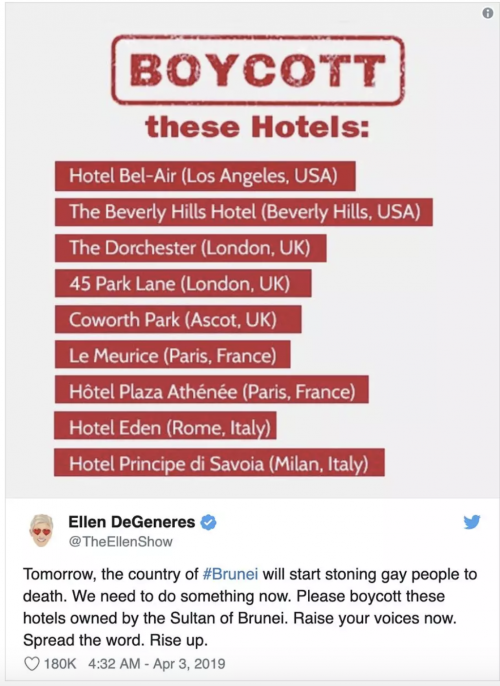 BOYCOTT
these Hotels:
Hotel Bel-Air (Los Angeles, USA)
The Beverly Hills Hotel (Beverly Hills, USA)
The Dorchester (London, UK)
45 Park Lane (London, UK)
Coworth Park (Ascot, UK)
Le Meurice (Paris, France)
Hôtel Plaza Athénée (Paris, France)
Hotel Eden (Rome, Italy)
Hotel Principe di Savoia (Milan, Italy)
Ellen DeGeneres
@TheEllenShow
Tomorrow, the country of #Brunei will start stoning gay people to
death. We need to do something now. Please boycott these
hotels owned by the Sultan of Brunei. Raise your voices now.
Spread the word. Rise up.
180K 4:32 AM - Apr 3, 2019